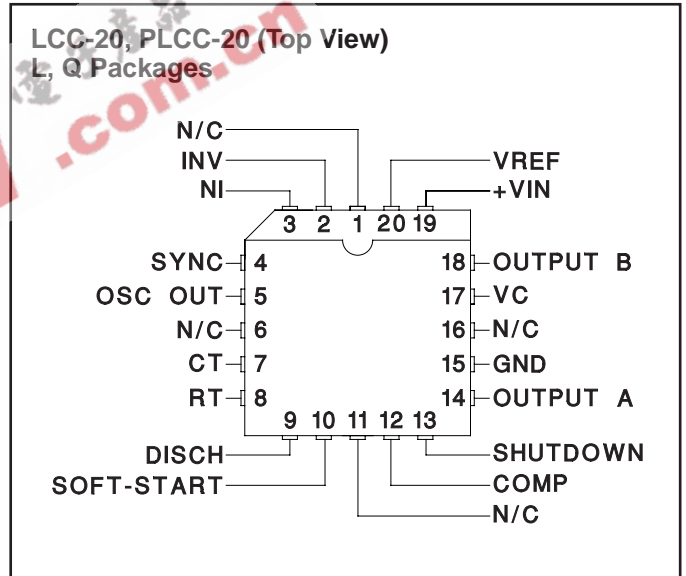 LCC-20, PLCC-20 (Top View)
L, Q Packages
.com.cn
N/C
INV
NI
VREF
+VIN
3 2 1 20 19
SYNC 4
OSC OUT 5
N/C 6
CT 7
RT 8
18 OUTPUT B
17 VC
16 N/C
15 GND
14 OUTPUT A
9 10 11 12 13
DISCH
SOFT-START
SHUTDOWN
COMP
N/C